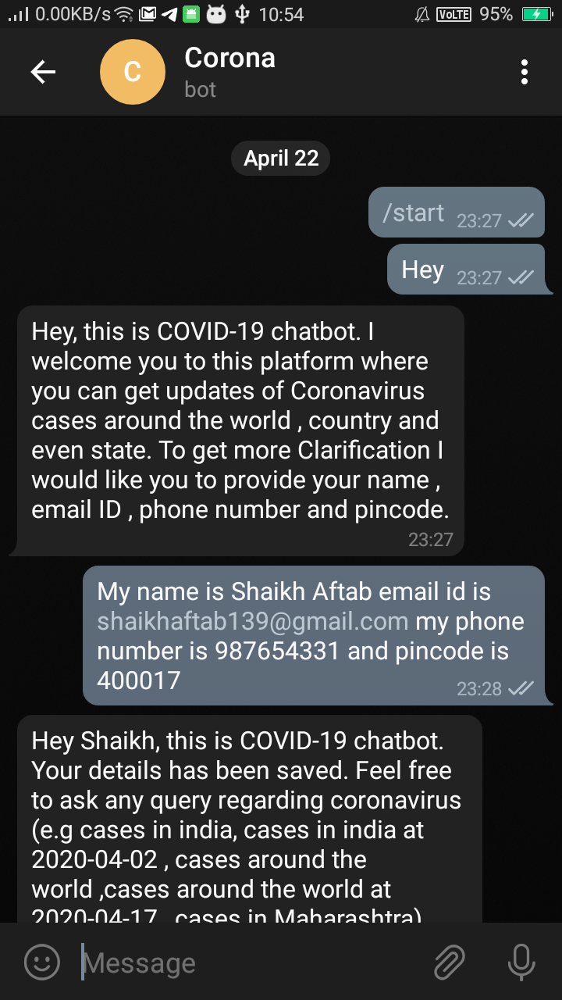 0.00KB/s 10:54 VoLTE 95%
C
Corona
bot
April 22
/start 23:27
Hey 23:27
Hey, this is COVID-19 chatbot. I
welcome you to this platform where
you can get updates of Coronavirus
cases around the world , country and
even state. To get more Clarification I
would like you to provide your name ,
email ID , phone number and pincode.
23:27
My name is Shaikh Aftab email id is
shaikhaftab139@gmail.com my phone
number is 987654331 and pincode is
400017 23:28
Hey Shaikh, this is COVID-19 chatbot.
Your details has been saved. Feel free
to ask any query regarding coronavirus
(e.g cases in india, cases in india at
2020-04-02 , cases around the
world ,cases around the world at
2020-04-17 , cases in Maharashtra)
Message